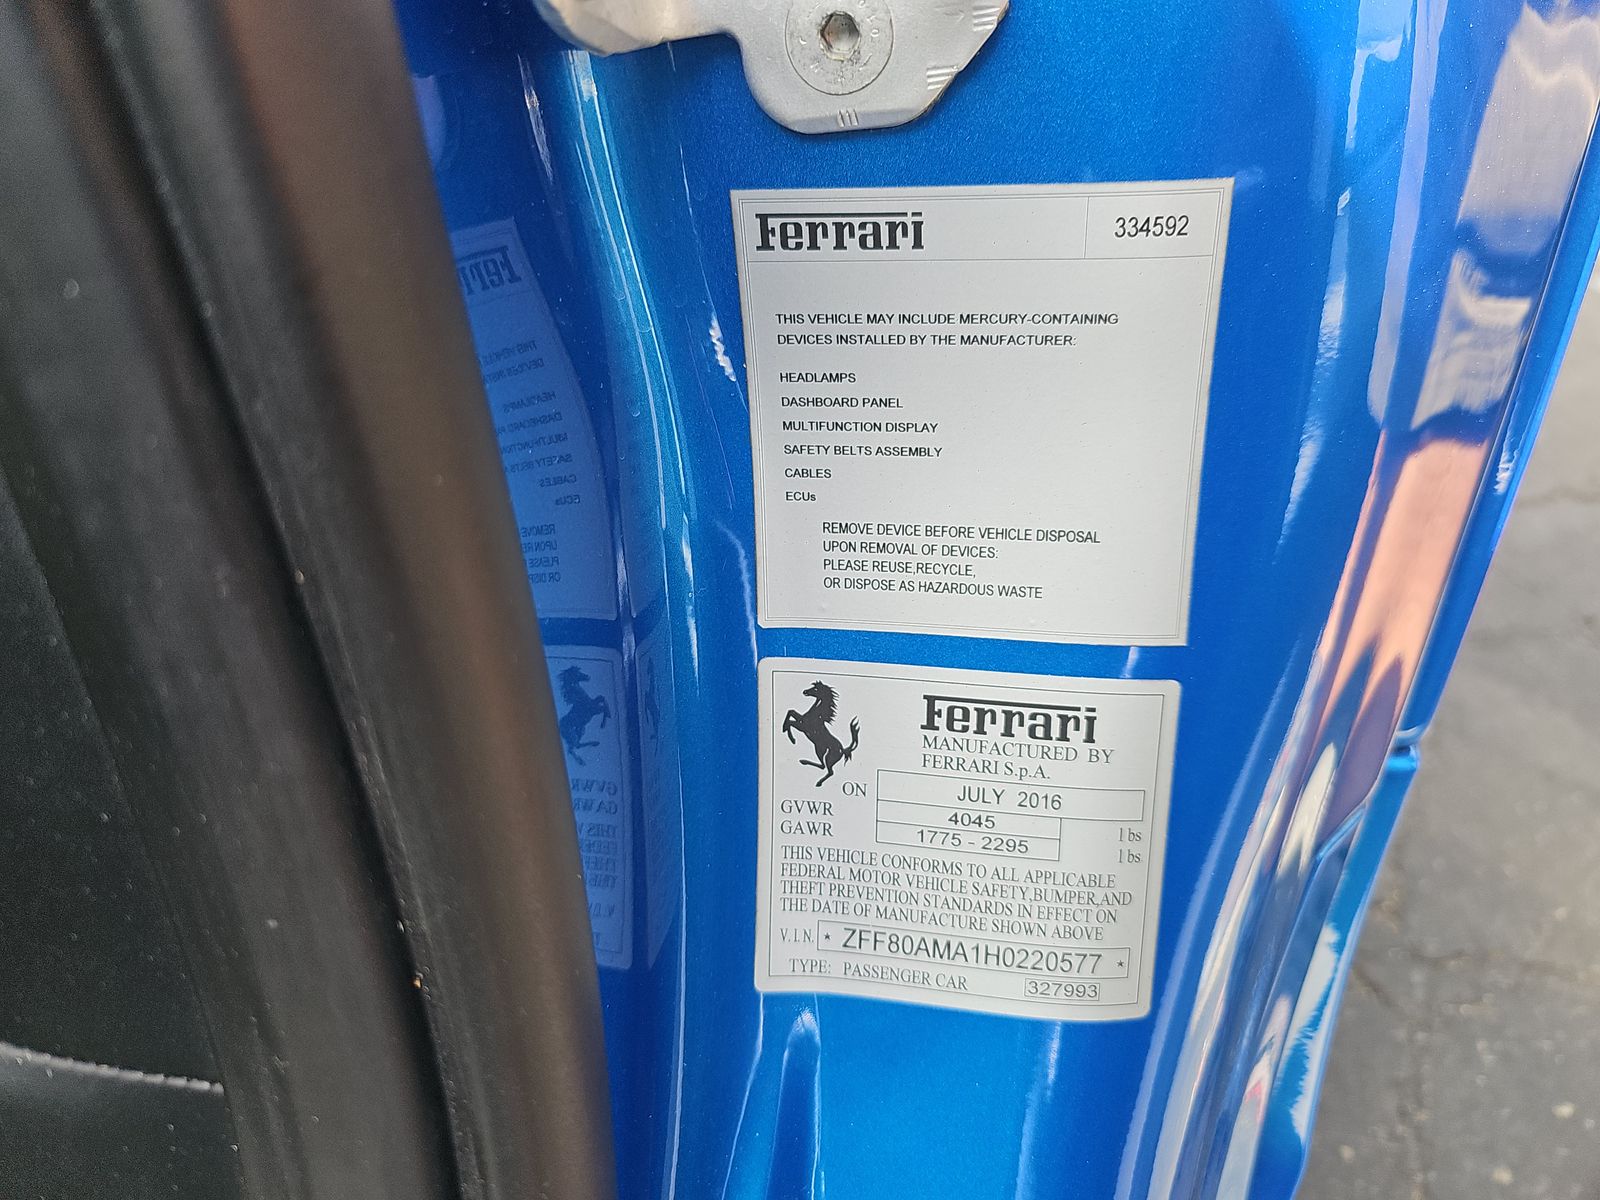 Ferrari 334592
THIS VEHICLE MAY INCLUDE MERCURY-CONTAINING
DEVICES INSTALLED BY THE MANUFACTURER:
HEADLAMPS
DASHBOARD PANEL
MULTIFUNCTION DISPLAY
SAFETY BELTS ASSEMBLY
CABLES
ECUs
REMOVE DEVICE BEFORE VEHICLE DISPOSAL
UPON REMOVAL OF DEVICES:
PLEASE REUSE,RECYCLE,
OR DISPOSE AS HAZARDOUS WASTE
Ferrari
MANUFACTURED BY
FERRARI S.p.A.
ON JULY 2016
GVWR 4045 lbs
GAWR 1775 - 2295 lbs
THIS VEHICLE CONFORMS TO ALL APPLICABLE
FEDERAL MOTOR VEHICLE SAFETY,BUMPER,AND
THEFT PREVENTION STANDARDS IN EFFECT ON
THE DATE OF MANUFACTURE SHOWN ABOVE
V.I.N. * ZFF80AMA1H0220577 *
TYPE: PASSENGER CAR 327993